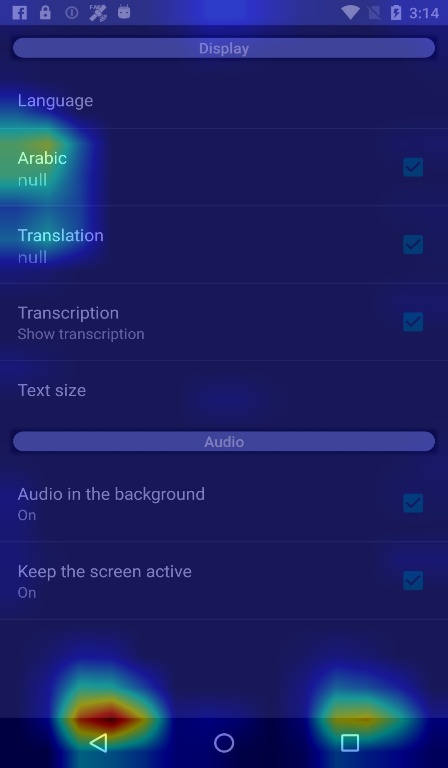 3:14
Display
Language
Arabic
null
Translation
null
Transcription
Show transcription
Text size
Audio
Audio in the background
On
Keep the screen active
On